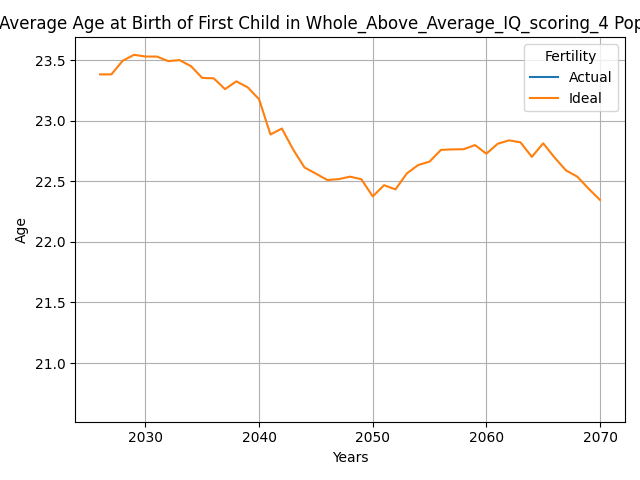 Average Age at Birth of First Child in Whole_Above_Average_IQ_scoring_4 Pop
Fertility
Actual
Ideal
23.5
23.0
22.5
22.0
21.5
21.0
Age
2030 2040 2050 2060 2070
Years